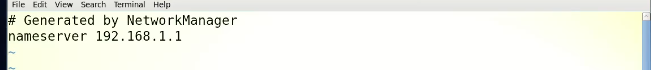 File Edit View Search Terminal Help
# Generated by NetworkManager
nameserver 192.168.1.1
~
~